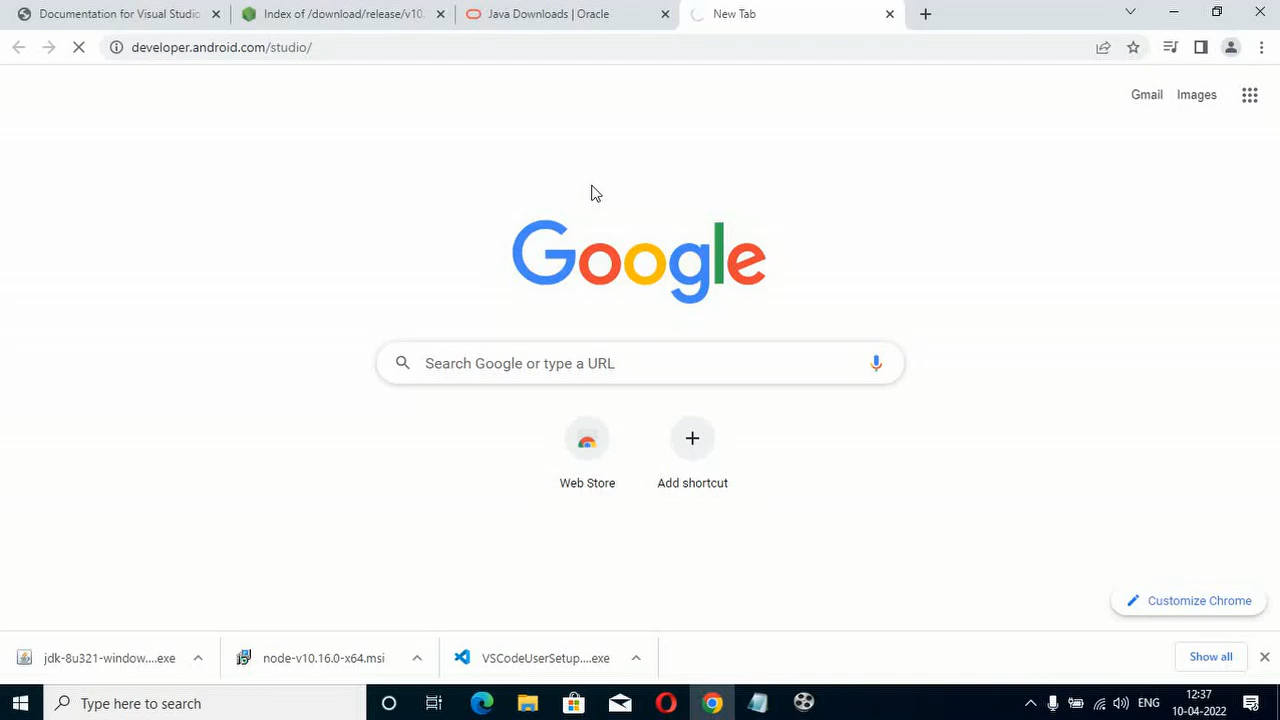 Documentation for Visual Studio
Index of /download/release/v10.
Java Downloads | Oracle
New Tab
developer.android.com/studio/
Gmail
Images
Google
Search Google or type a URL
Web Store
Add shortcut
Customize Chrome
jdk-8u321-window....exe
node-v10.16.0-x64.msi
VSCodeUserSetup....exe
Show all
Type here to search
ENG
12:37
10-04-2022